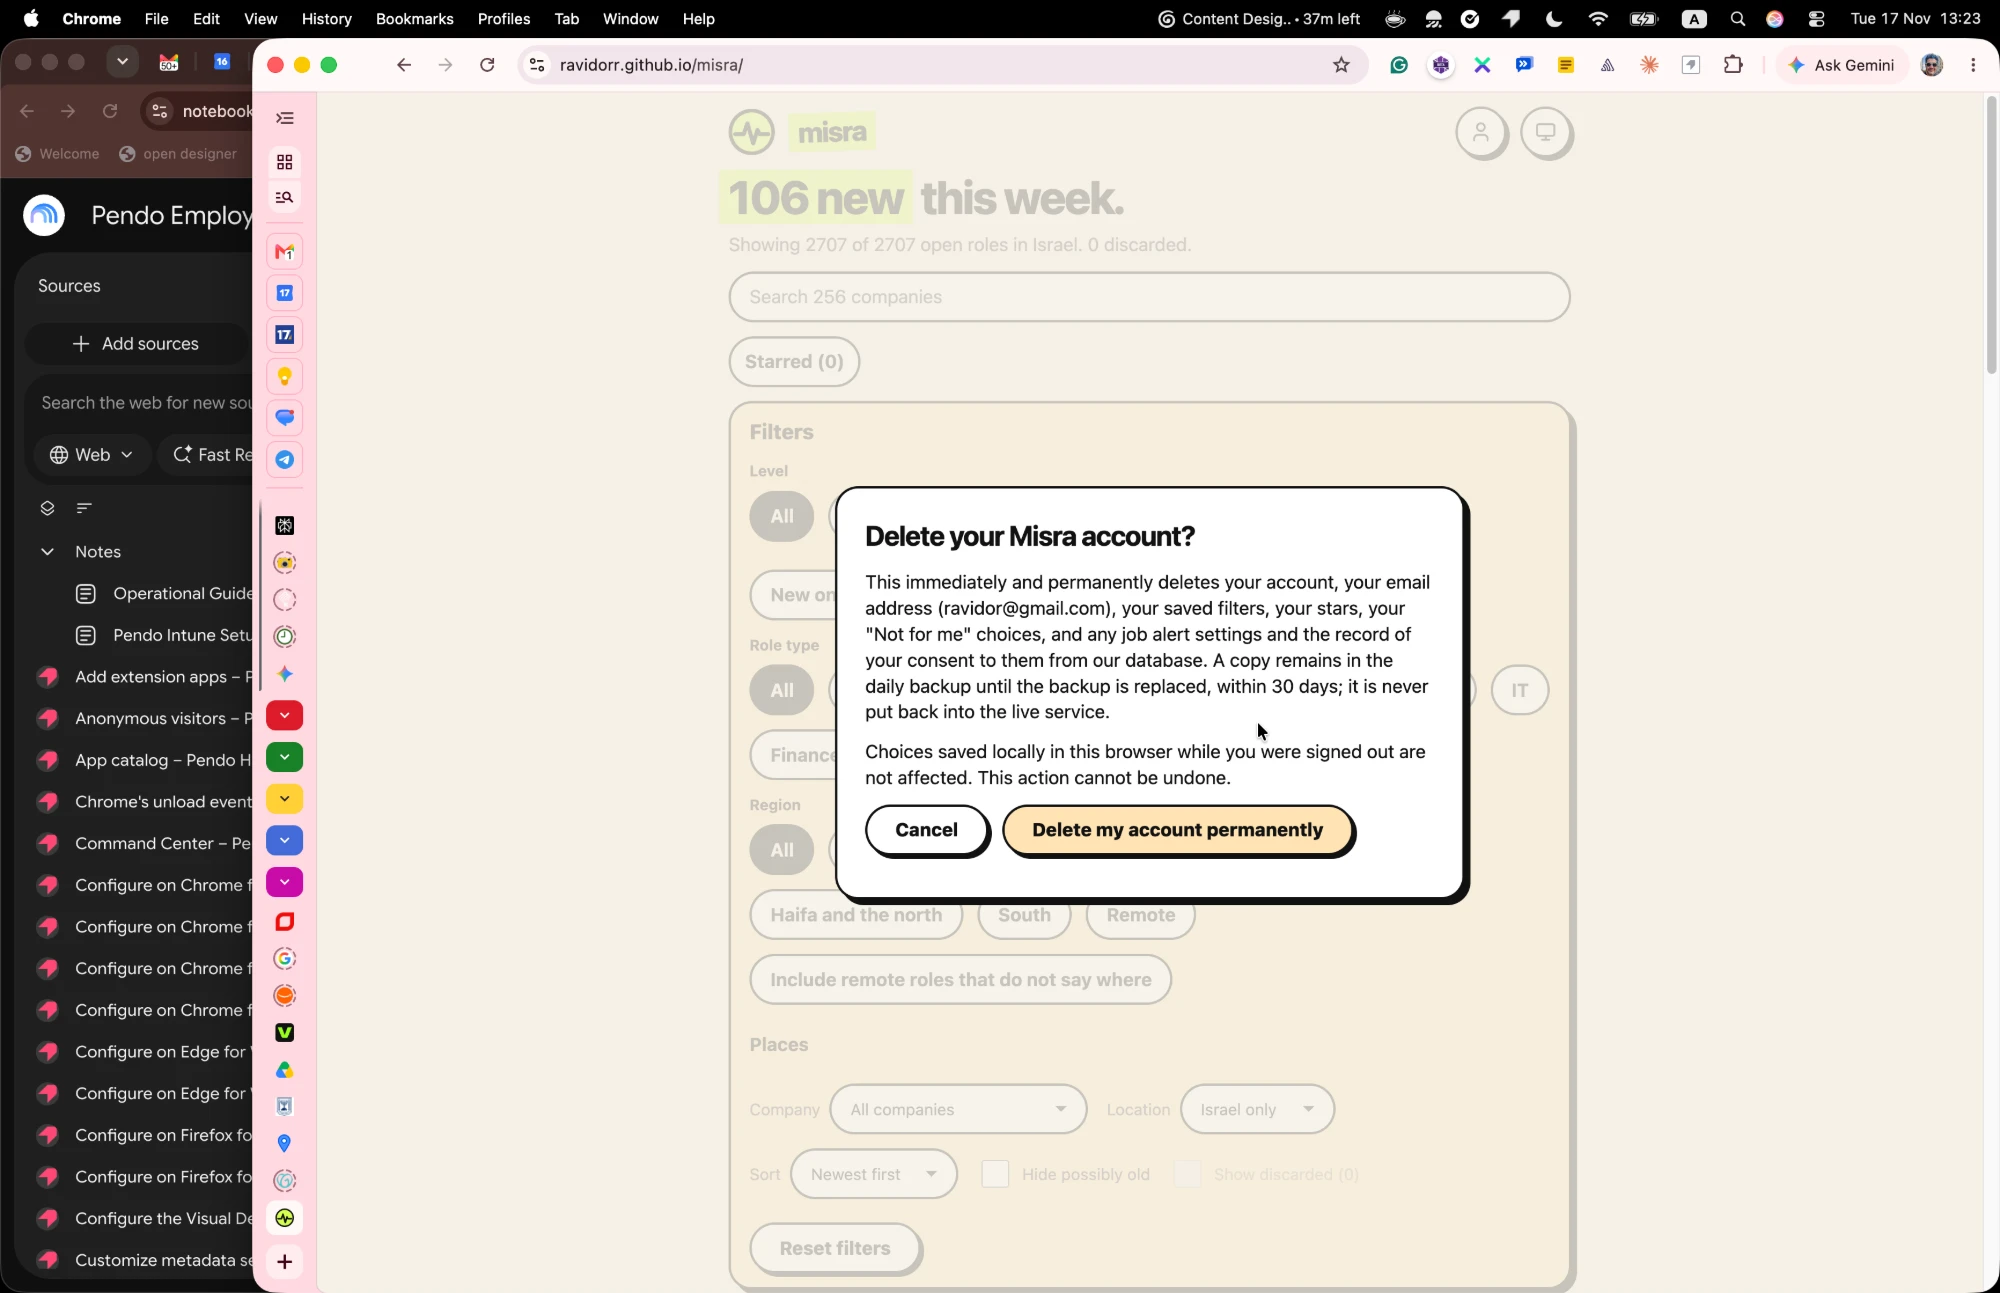 Chrome File Edit View History Bookmarks Profiles Tab Window Help
Content Desig.. • 37m left
A
Tue 17 Nov 13:23
50+
16
ravidorr.github.io/misra/
Ask Gemini
notebook
Welcome
open designer
Pendo Employ
Sources
Add sources
Search the web for new sou
Web
Fast Re
Notes
Operational Guide
Pendo Intune Setu
Add extension apps – P
Anonymous visitors – P
App catalog – Pendo H
Chrome's unload event
Command Center – Pe
Configure on Chrome f
Configure on Chrome f
Configure on Chrome f
Configure on Chrome f
Configure on Edge for
Configure on Edge for
Configure on Firefox fo
Configure on Firefox fo
Configure the Visual De
Customize metadata se
1
17
17
misra
106 new this week.
Showing 2707 of 2707 open roles in Israel. 0 discarded.
Search 256 companies
Starred (0)
Filters
Level
All
New on
Role type
All
IT
Finance
Region
All
Delete your Misra account?
This immediately and permanently deletes your account, your email
address (ravidor@gmail.com), your saved filters, your stars, your
"Not for me" choices, and any job alert settings and the record of
your consent to them from our database. A copy remains in the
daily backup until the backup is replaced, within 30 days; it is never
put back into the live service.
Choices saved locally in this browser while you were signed out are
not affected. This action cannot be undone.
Cancel
Delete my account permanently
Haifa and the north
South
Remote
Include remote roles that do not say where
Places
Company
All companies
Location
Israel only
Sort
Newest first
Hide possibly old
Show discarded (0)
Reset filters